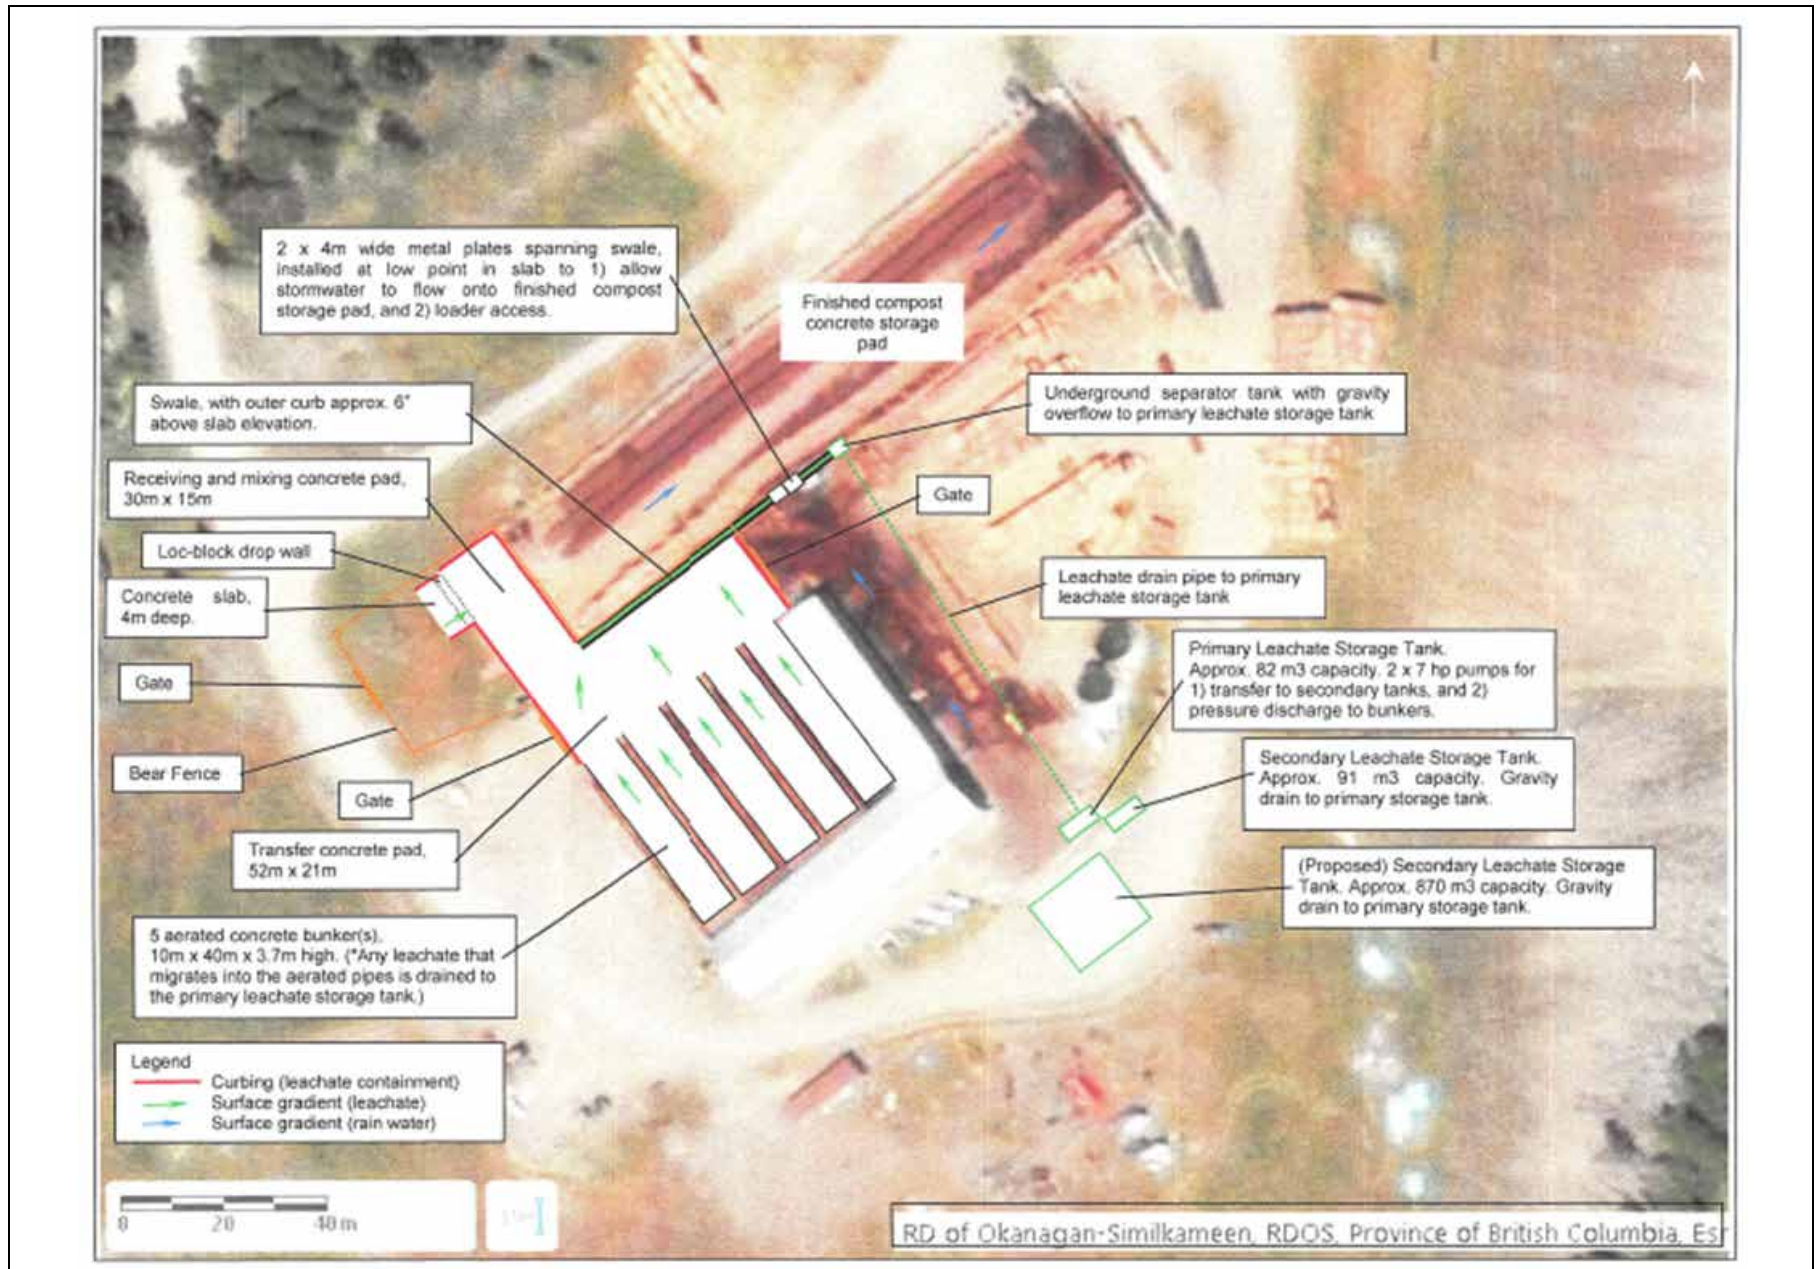 2 x 4m wide metal plates spanning swale,
installed at low point in slab to 1) allow
stormwater to flow onto finished compost
storage pad, and 2) loader access.
Finished compost
concrete storage
pad
Swale, with outer curb approx. 6"
above slab elevation.
Underground separator tank with gravity
overflow to primary leachate storage tank
Receiving and mixing concrete pad,
30m x 15m
Gate
Loc-block drop wall
Concrete slab,
4m deep.
Leachate drain pipe to primary
leachate storage tank
Gate
Primary Leachate Storage Tank.
Approx. 82 m3 capacity. 2 x 7 hp pumps for
1) transfer to secondary tanks, and 2)
pressure discharge to bunkers.
Bear Fence
Gate
Secondary Leachate Storage Tank.
Approx. 91 m3 capacity. Gravity
drain to primary storage tank.
Transfer concrete pad,
52m x 21m
(Proposed) Secondary Leachate Storage
Tank. Approx. 870 m3 capacity. Gravity
drain to primary storage tank.
5 aerated concrete bunker(s),
10m x 40m x 3.7m high. (*Any leachate that
migrates into the aerated pipes is drained to
the primary leachate storage tank.)
Legend
Curbing (leachate containment)
Surface gradient (leachate)
Surface gradient (rain water)
0 20 40 m
RD of Okanagan-Similkameen, RDOS, Province of British Columbia, Esr